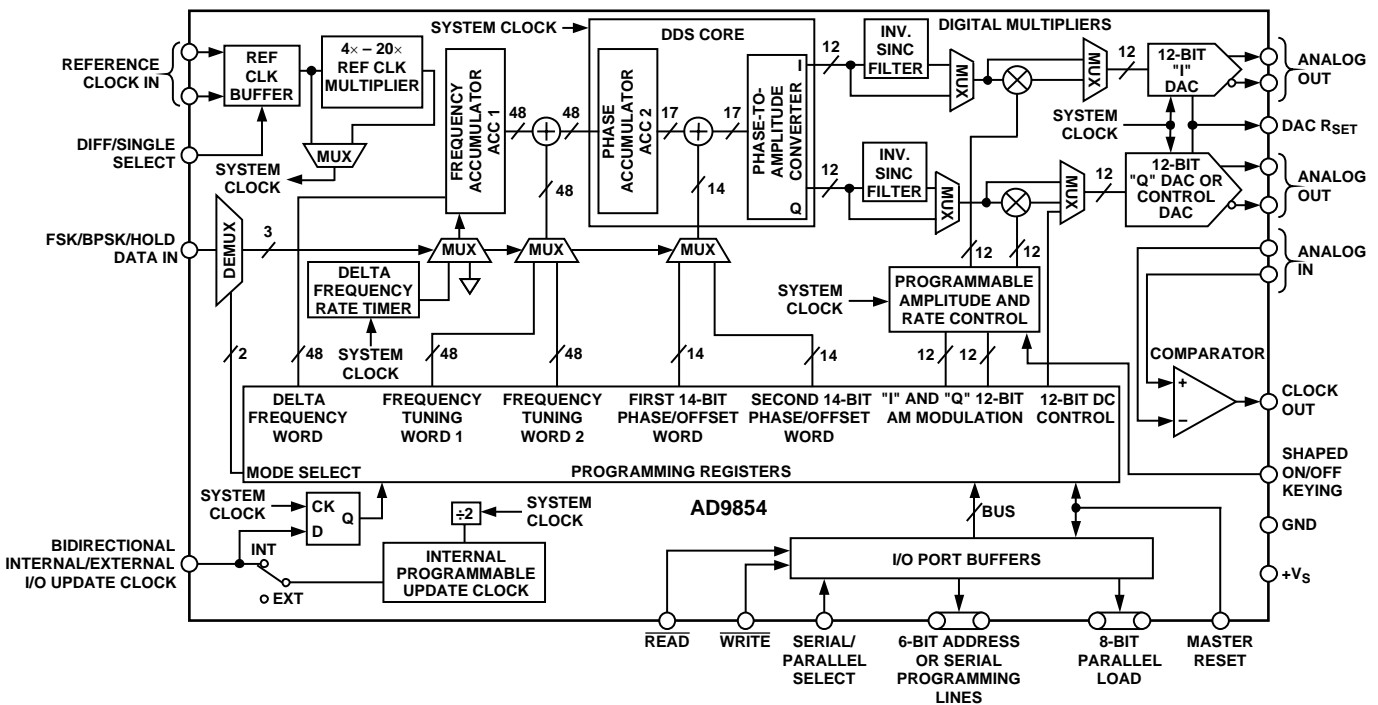 SYSTEM CLOCK
DDS CORE
DIGITAL MULTIPLIERS
REFERENCE
CLOCK IN
REF
CLK
BUFFER
4× – 20×
REF CLK
MULTIPLIER
MUX
DIFF/SINGLE
SELECT
SYSTEM
CLOCK
FREQUENCY
ACCUMULATOR
ACC 1
48
48
PHASE
ACCUMULATOR
ACC 2
17
17
PHASE-TO-
AMPLITUDE
CONVERTER
I
Q
12
INV.
SINC
FILTER
MUX
MUX
12
12-BIT
"I"
DAC
ANALOG
OUT
SYSTEM
CLOCK
DAC RSET
12
INV.
SINC
FILTER
MUX
MUX
12
12-BIT
"Q" DAC OR
CONTROL
DAC
ANALOG
OUT
48
14
FSK/BPSK/HOLD
DATA IN
DEMUX
3
MUX
MUX
MUX
12
12
ANALOG
IN
DELTA
FREQUENCY
RATE TIMER
SYSTEM
CLOCK
SYSTEM
CLOCK
PROGRAMMABLE
AMPLITUDE AND
RATE CONTROL
2
48
48
48
14
14
12
12
COMPARATOR
+
–
CLOCK
OUT
DELTA
FREQUENCY
WORD
FREQUENCY
TUNING
WORD 1
FREQUENCY
TUNING
WORD 2
FIRST 14-BIT
PHASE/OFFSET
WORD
SECOND 14-BIT
PHASE/OFFSET
WORD
"I" AND "Q" 12-BIT
AM MODULATION
12-BIT DC
CONTROL
MODE SELECT
PROGRAMMING REGISTERS
SHAPED
ON/OFF
KEYING
SYSTEM
CLOCK
CK
D
Q
÷2
SYSTEM
CLOCK
AD9854
BUS
GND
BIDIRECTIONAL
INTERNAL/EXTERNAL
I/O UPDATE CLOCK
INT
EXT
INTERNAL
PROGRAMMABLE
UPDATE CLOCK
I/O PORT BUFFERS
+VS
READ
WRITE
SERIAL/
PARALLEL
SELECT
6-BIT ADDRESS
OR SERIAL
PROGRAMMING
LINES
8-BIT
PARALLEL
LOAD
MASTER
RESET